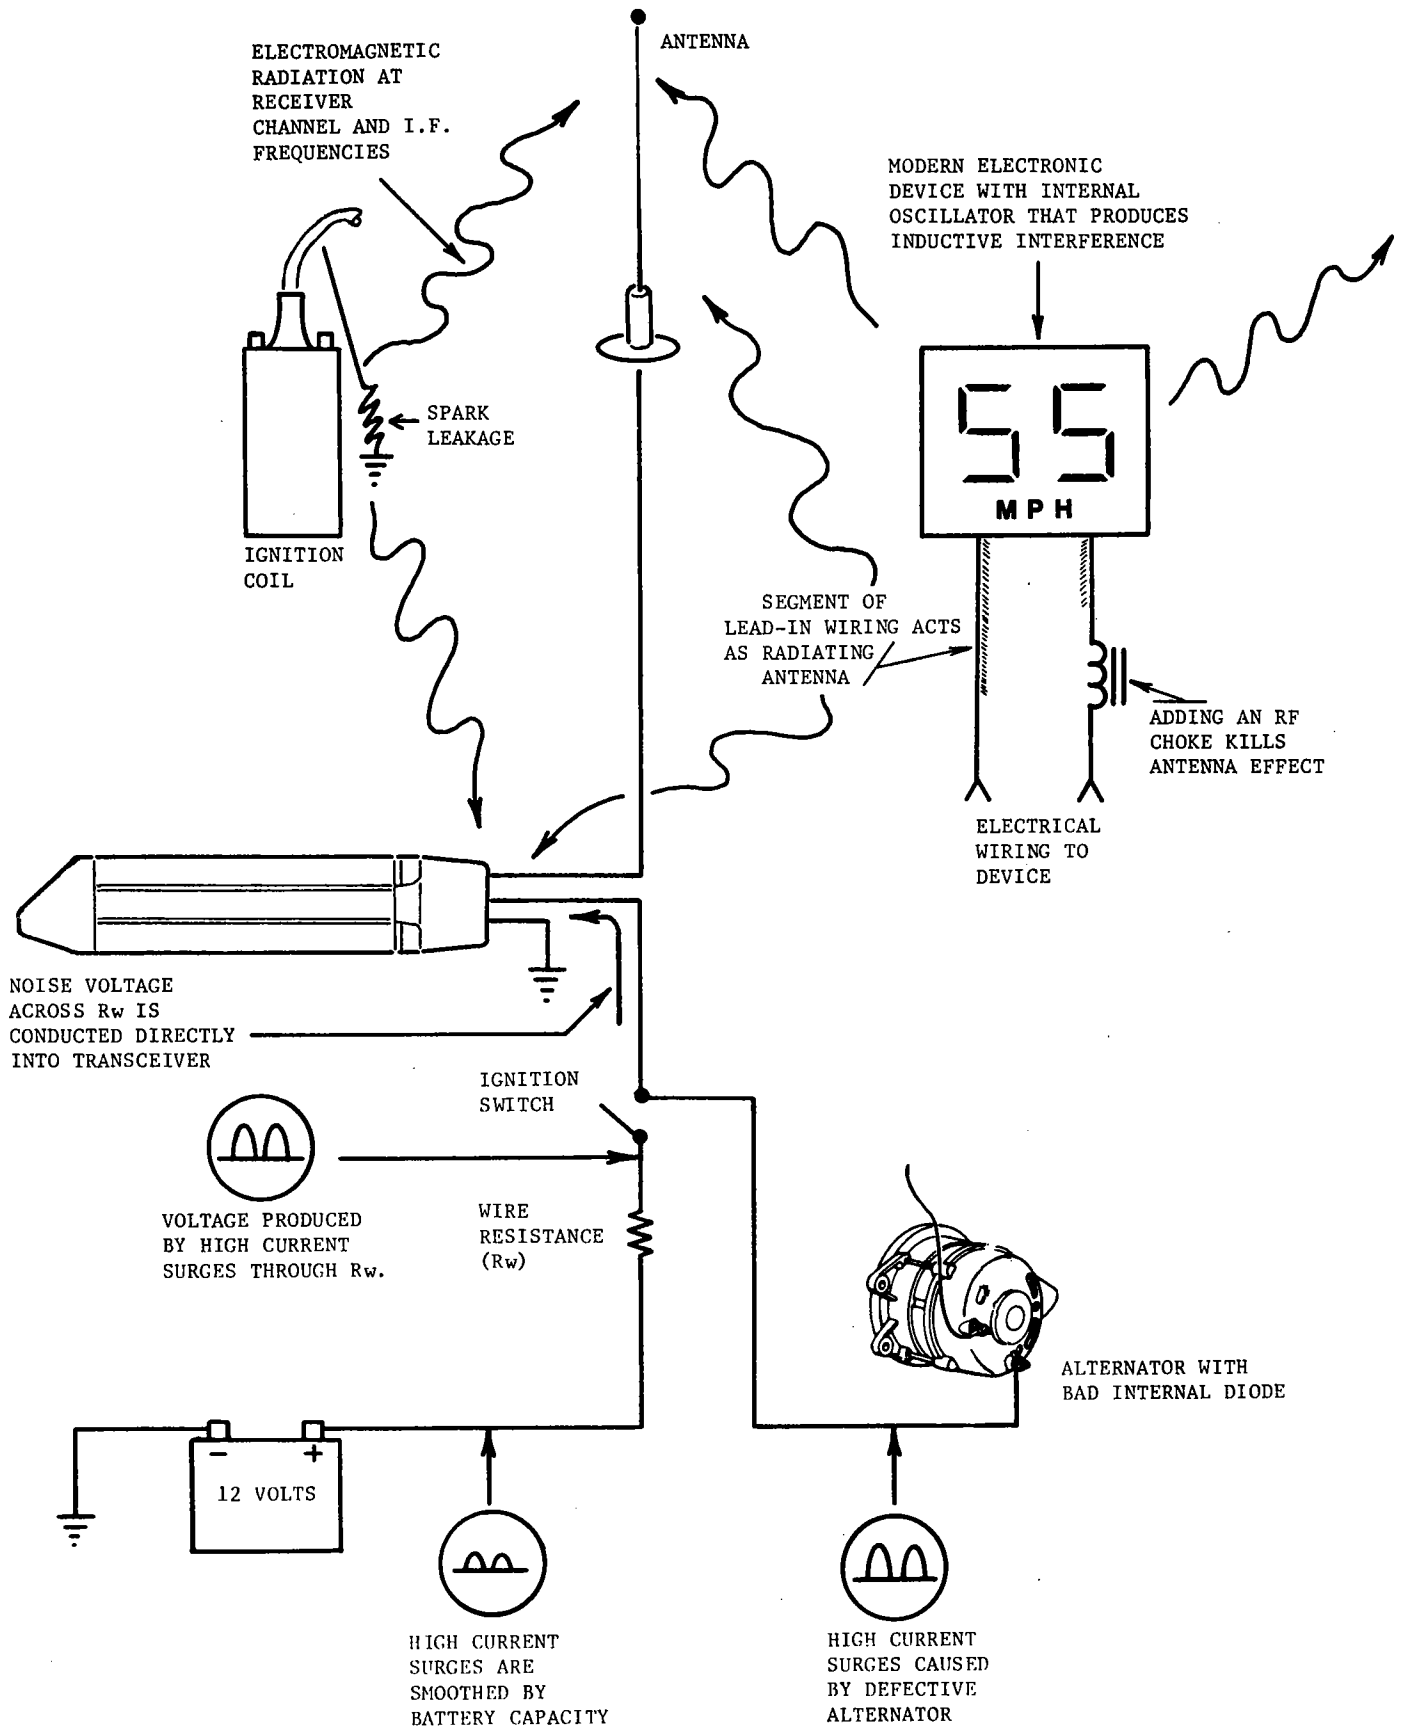 ANTENNA
ELECTROMAGNETIC
RADIATION AT
RECEIVER
CHANNEL AND I.F.
FREQUENCIES
MODERN ELECTRONIC
DEVICE WITH INTERNAL
OSCILLATOR THAT PRODUCES
INDUCTIVE INTERFERENCE
55
MPH
SPARK
LEAKAGE
IGNITION
COIL
SEGMENT OF
LEAD-IN WIRING ACTS
AS RADIATING
ANTENNA
ADDING AN RF
CHOKE KILLS
ANTENNA EFFECT
ELECTRICAL
WIRING TO
DEVICE
NOISE VOLTAGE
ACROSS Rw IS
CONDUCTED DIRECTLY
INTO TRANSCEIVER
IGNITION
SWITCH
VOLTAGE PRODUCED
BY HIGH CURRENT
SURGES THROUGH Rw.
WIRE
RESISTANCE
(Rw)
ALTERNATOR WITH
BAD INTERNAL DIODE
- +
12 VOLTS
HIGH CURRENT
SURGES ARE
SMOOTHED BY
BATTERY CAPACITY
HIGH CURRENT
SURGES CAUSED
BY DEFECTIVE
ALTERNATOR